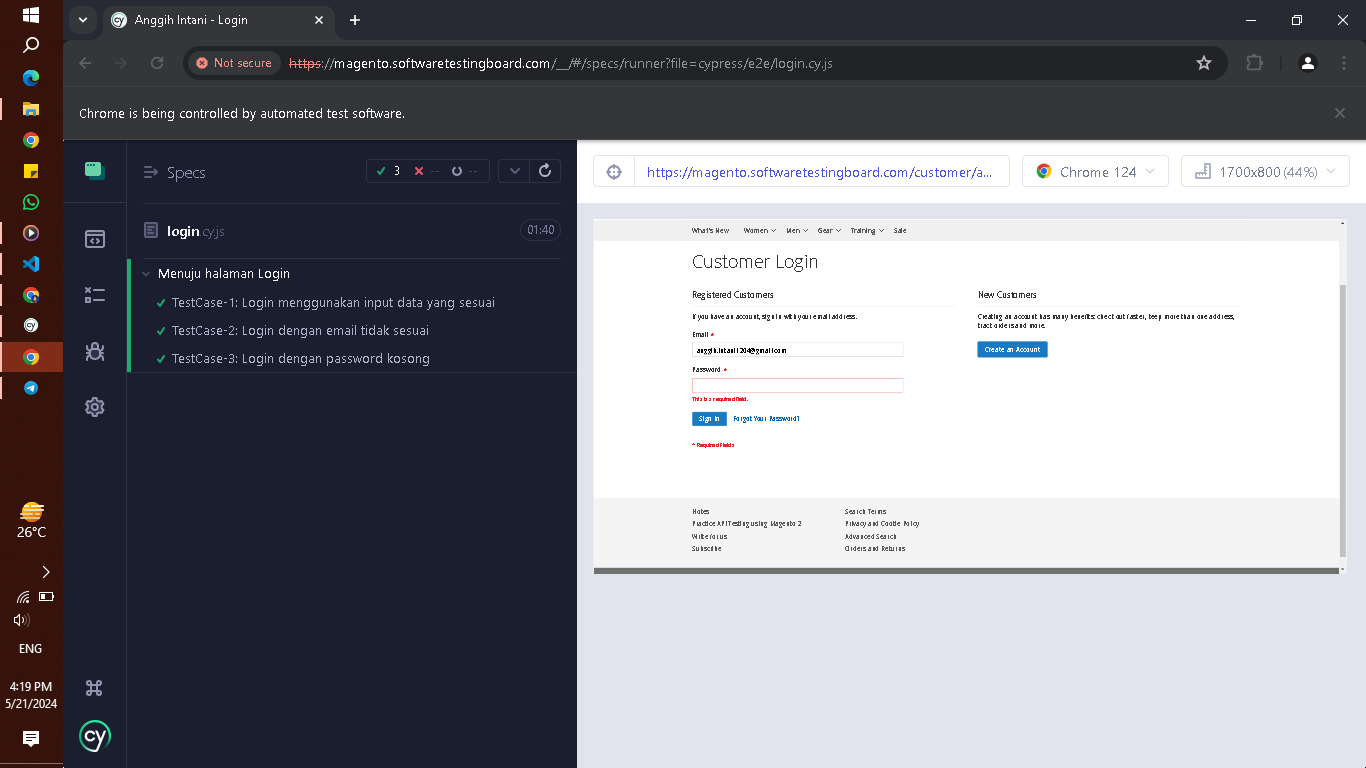 Anggih Intani - Login
Not secure
https://magento.softwaretestingboard.com/__/#/specs/runner?file=cypress/e2e/login.cy.js
Chrome is being controlled by automated test software.
Specs
3 -- --
login.cy.js
01:40
Menuju halaman Login
TestCase-1: Login menggunakan input data yang sesuai
TestCase-2: Login dengan email tidak sesuai
TestCase-3: Login dengan password kosong
https://magento.softwaretestingboard.com/customer/a...
Chrome 124
1700x800 (44%)
What's New Women Men Gear Training Sale
Customer Login
Registered Customers
If you have an account, sign in with your email address.
Email *
anggih.intani1204@gmail.com
Password *
This is a required field.
Sign In Forgot Your Password?
* Required Fields
New Customers
Creating an account has many benefits: check out faster, keep more than one address,
track orders and more.
Create an Account
Notes
Practice API Testing using Magento 2
Write for us
Subscribe
Search Terms
Privacy and Cookie Policy
Advanced Search
Orders and Returns
26°C
ENG
4:19 PM
5/21/2024
cy